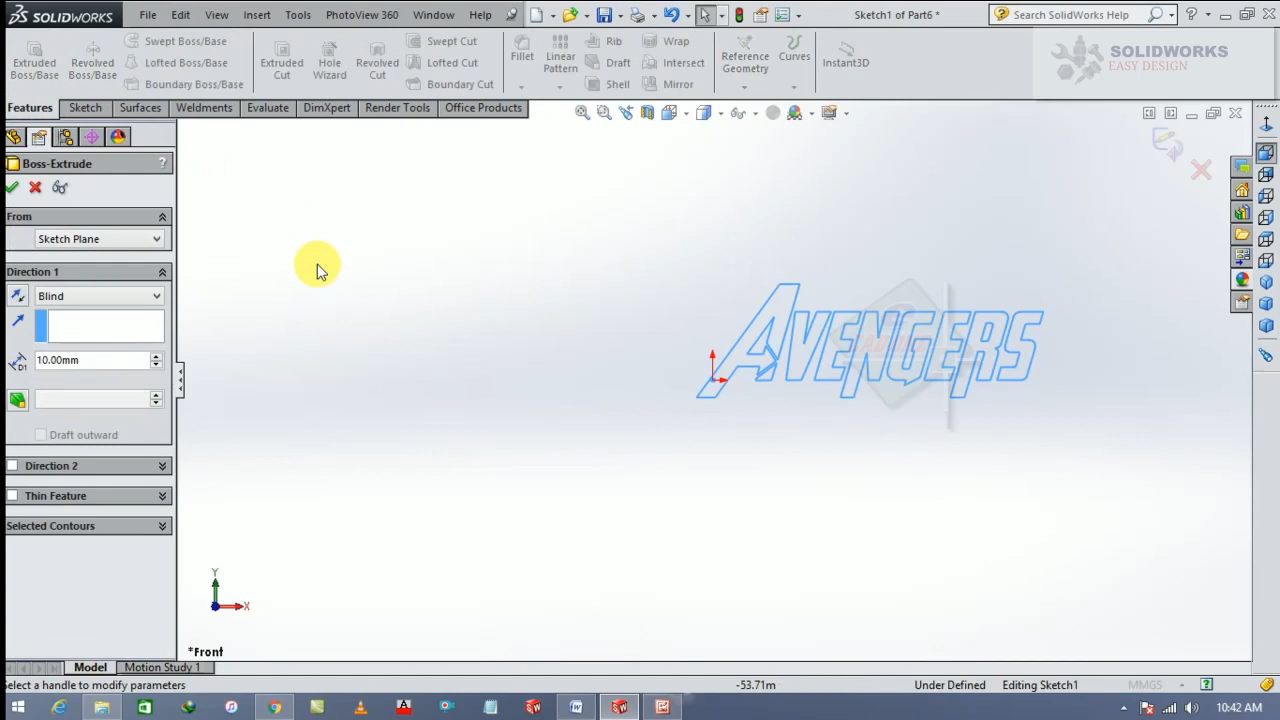 SOLIDWORKS File Edit View Insert Tools PhotoView 360 Window Help Sketch1 of Part6 * Search SolidWorks Help
Extruded Boss/Base
Revolved Boss/Base
Swept Boss/Base
Lofted Boss/Base
Boundary Boss/Base
Extruded Cut
Hole Wizard
Revolved Cut
Swept Cut
Lofted Cut
Boundary Cut
Fillet
Linear Pattern
Rib
Draft
Shell
Wrap
Intersect
Mirror
Reference Geometry
Curves
Instant3D
SOLIDWORKS
EASY DESIGN
Features Sketch Surfaces Weldments Evaluate DimXpert Render Tools Office Products
Boss-Extrude ?
From
Sketch Plane
Direction 1
Blind
D1 10.00mm
Draft outward
Direction 2
Thin Feature
Selected Contours
AVENGERS
Y
X
*Front
Model Motion Study 1
Select a handle to modify parameters -53.71m Under Defined Editing Sketch1 MMGS ?
10:42 AM